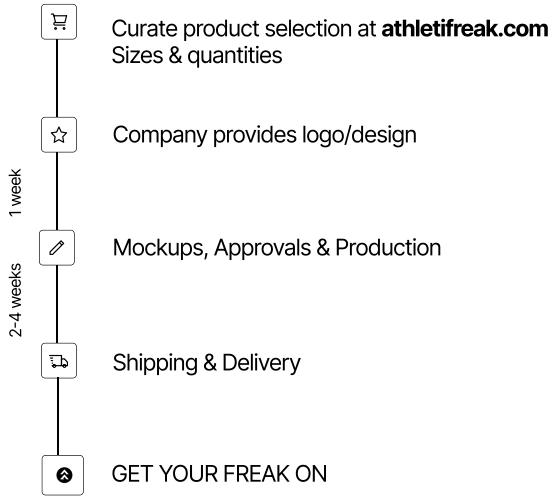 Curate product selection at athletifreak.com
Sizes & quantities
Company provides logo/design
1 week
Mockups, Approvals & Production
2-4 weeks
Shipping & Delivery
GET YOUR FREAK ON